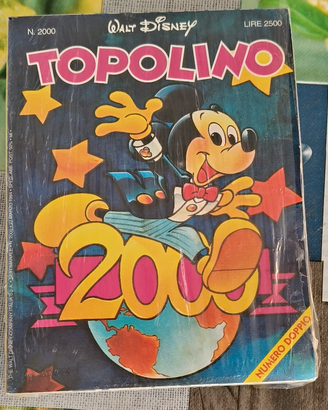 N. 2000
WALT DISNEY
LIRE 2500
TOPOLINO
2000
NUMERO DOPPIO